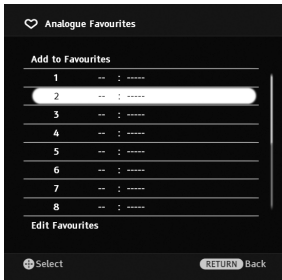 Analogue Favourites
Add to Favourites
1 -- : -----
2 -- : -----
3 -- : -----
4 -- : -----
5 -- : -----
6 -- : -----
7 -- : -----
8 -- : -----
Edit Favourites
Select RETURN Back